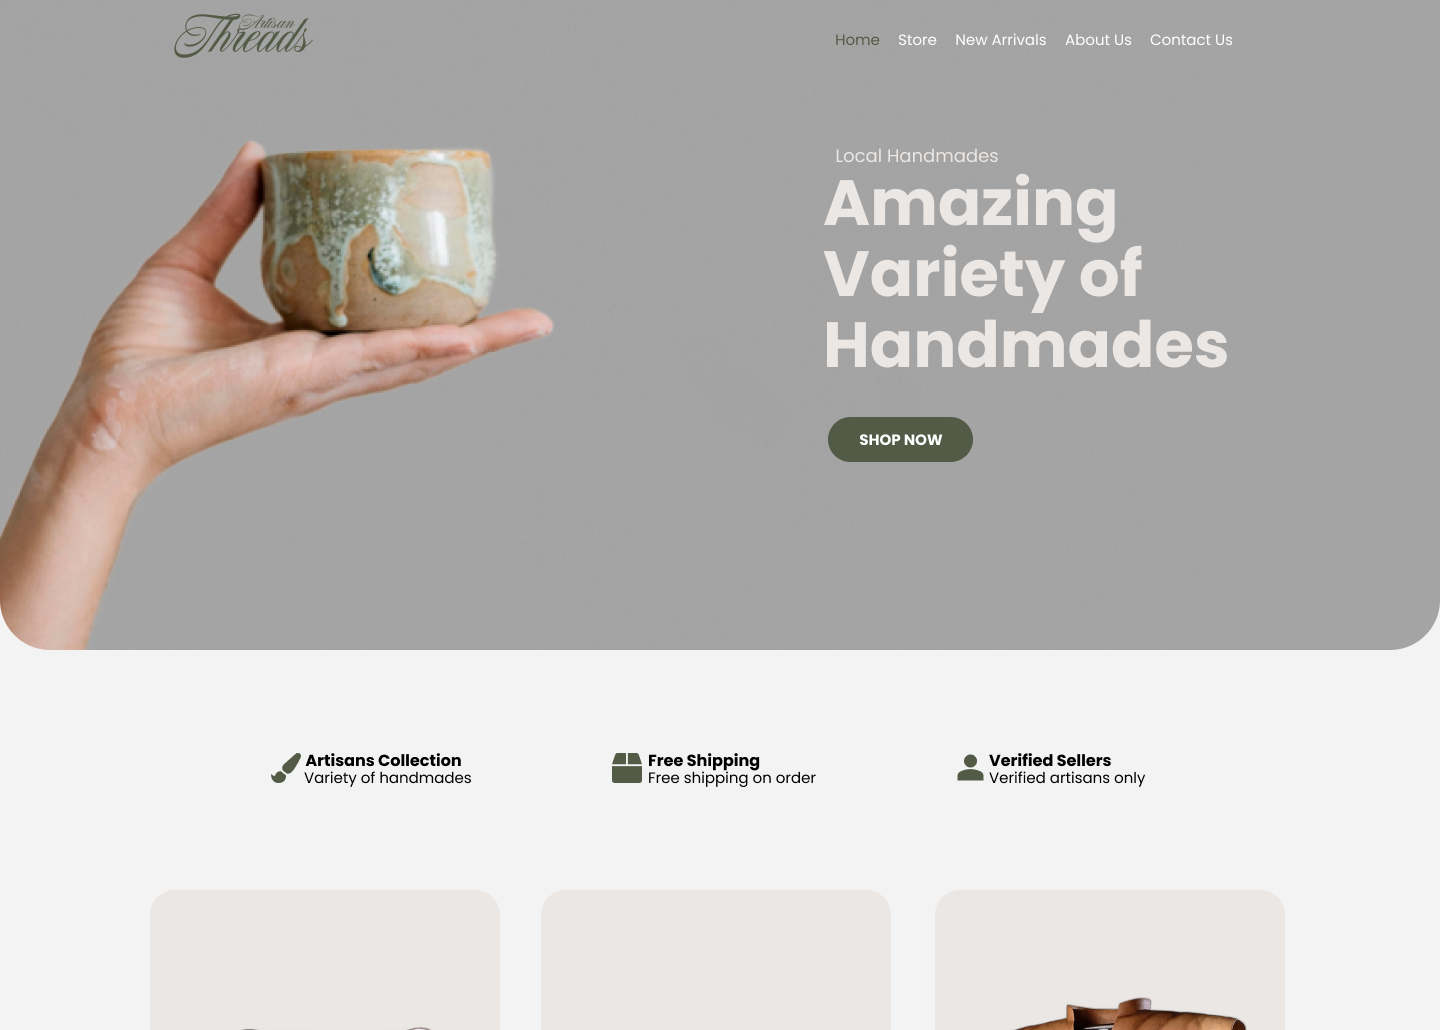 Artisan
Threads
Home Store New Arrivals About Us Contact Us
Local Handmades
Amazing
Variety of
Handmades
SHOP NOW
Artisans Collection
Variety of handmades
Free Shipping
Free shipping on order
Verified Sellers
Verified artisans only